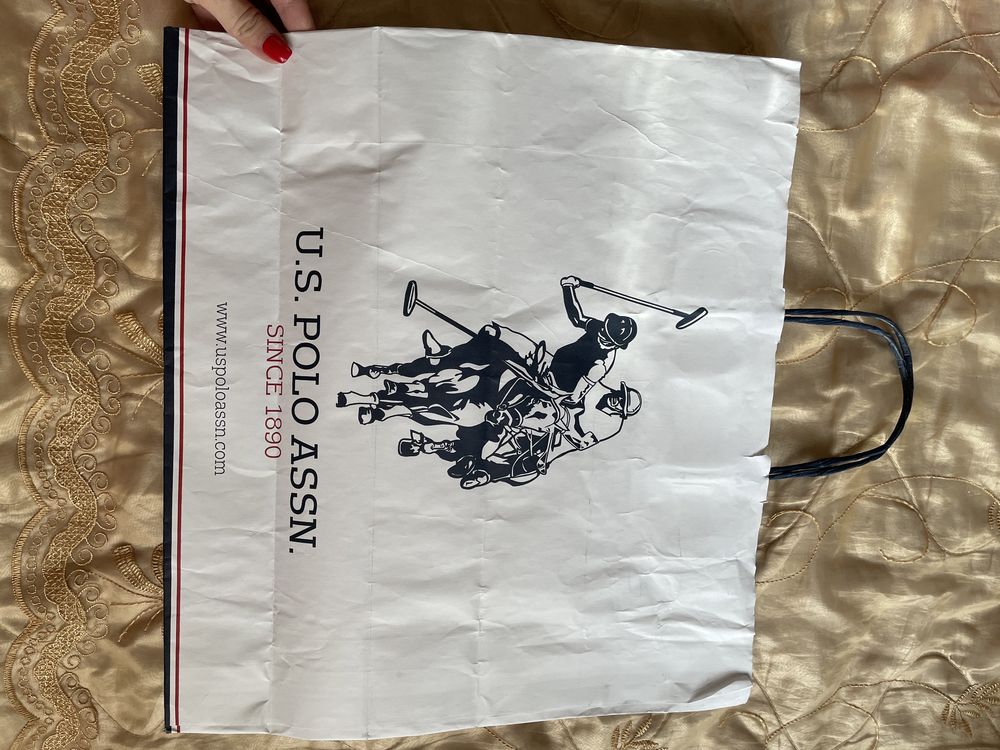 U.S. POLO ASSN.
SINCE 1890
www.uspoloassn.com